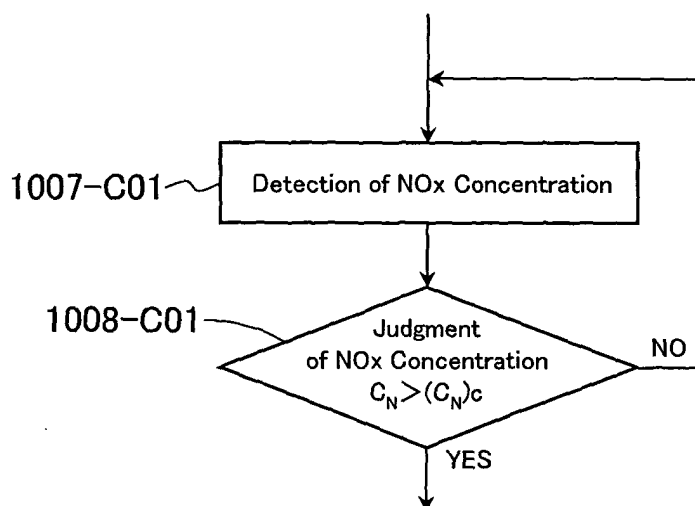 1007-C01
Detection of NOx Concentration
1008-C01
Judgment
of NOx Concentration
C_N > (C_N)c
NO
YES